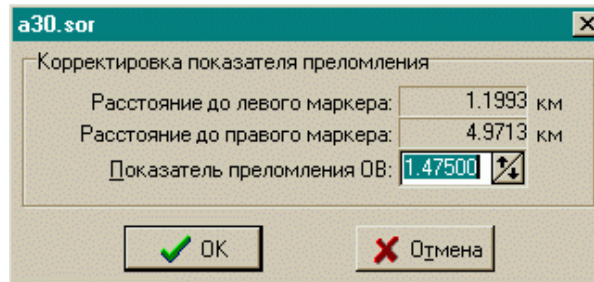 a30.sor
Корректировка показателя преломления
Расстояние до левого маркера: 1.1993 км
Расстояние до правого маркера: 4.9713 км
Показатель преломления ОВ: 1.47500
OK
Отмена